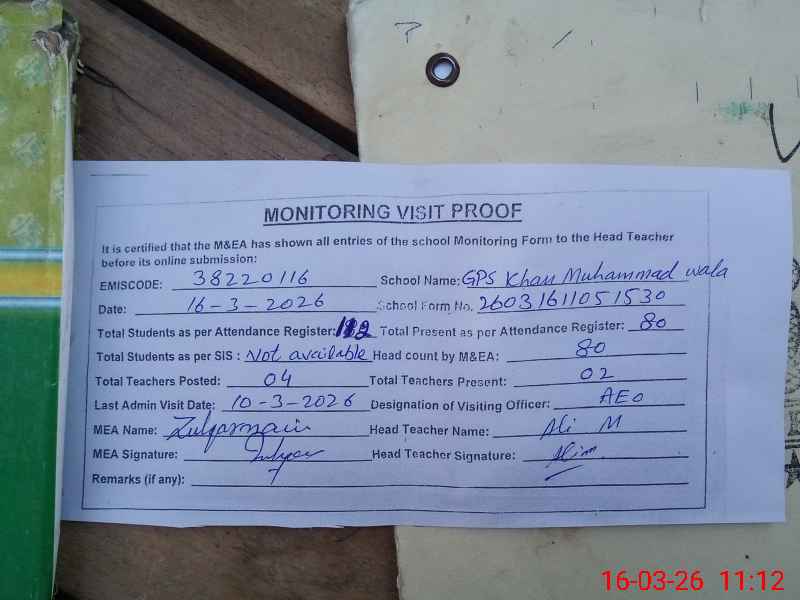 MONITORING VISIT PROOF
It is certified that the M&EA has shown all entries of the school Monitoring Form to the Head Teacher
before its online submission:
EMISCODE: 38220116 School Name: GPS Khan Muhammad wala
Date: 16-3-2026 School Form No. 26031611051530
Total Students as per Attendance Register: Total Present as per Attendance Register: 80
Total Students as per SIS : Not available Head count by M&EA: 80
Total Teachers Posted: 04 Total Teachers Present: 02
Last Admin Visit Date: 10-3-2026 Designation of Visiting Officer: AEO
MEA Name: Zulqarnain Head Teacher Name: Ali M
MEA Signature: Head Teacher Signature:
Remarks (if any):
16-03-26 11:12